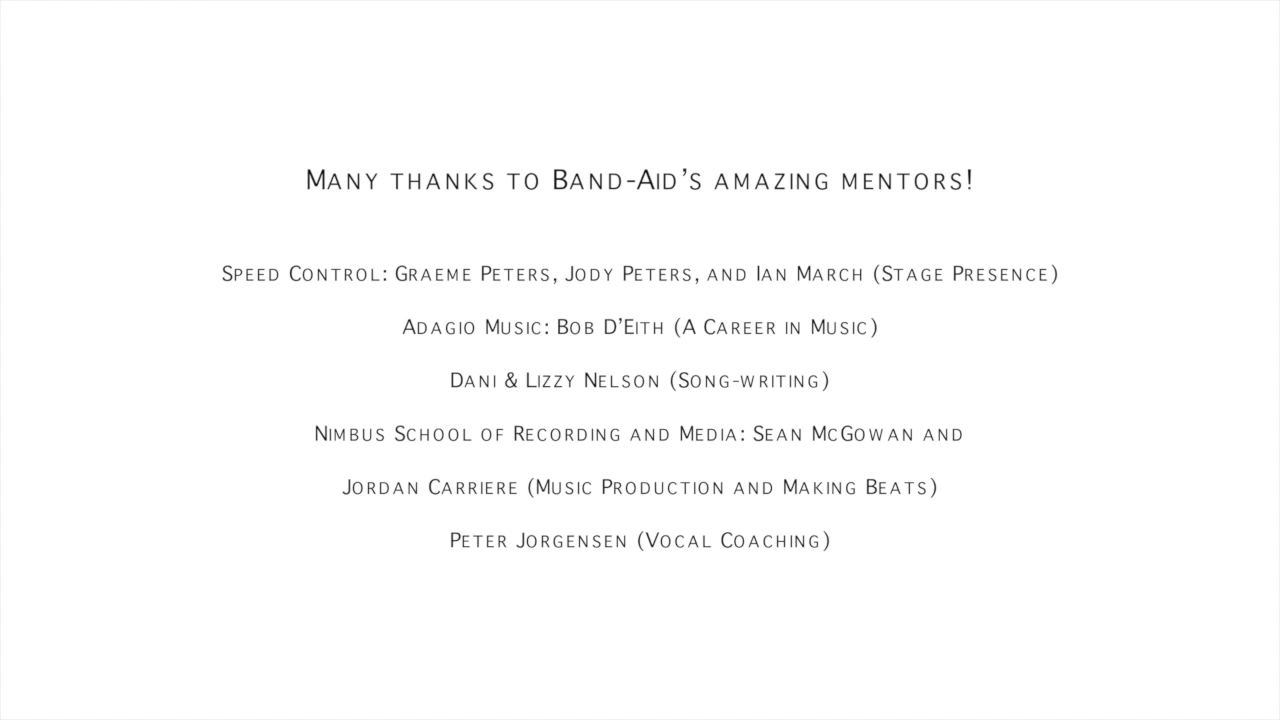 Many thanks to Band-Aid's amazing mentors!
Speed Control: Graeme Peters, Jody Peters, and Ian March (Stage Presence)
Adagio Music: Bob D'Eith (A Career in Music)
Dani & Lizzy Nelson (Song-writing)
Nimbus School of Recording and Media: Sean McGowan and
Jordan Carriere (Music Production and Making Beats)
Peter Jorgensen (Vocal Coaching)